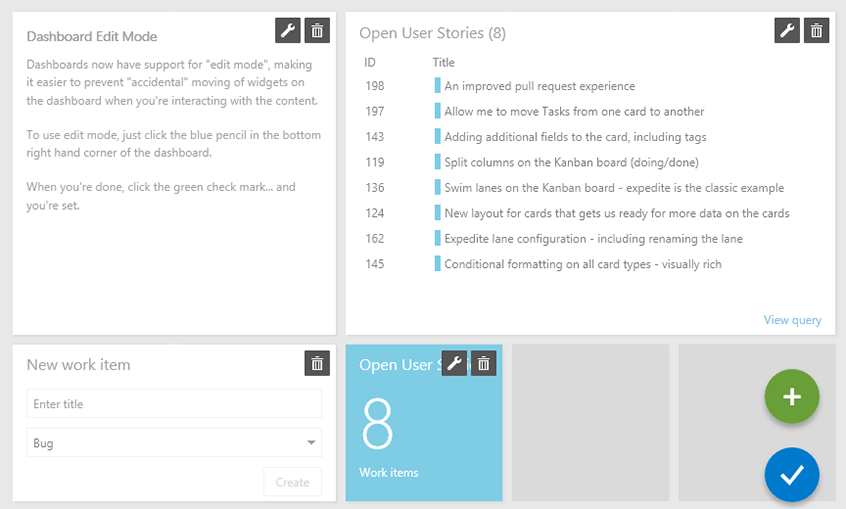 Dashboard Edit Mode
Dashboards now have support for "edit mode", making
it easier to prevent "accidental" moving of widgets on
the dashboard when you're interacting with the content.
To use edit mode, just click the blue pencil in the bottom
right hand corner of the dashboard.
When you're done, click the green check mark... and
you're set.
Open User Stories (8)
ID Title
198 An improved pull request experience
197 Allow me to move Tasks from one card to another
143 Adding additional fields to the card, including tags
119 Split columns on the Kanban board (doing/done)
136 Swim lanes on the Kanban board - expedite is the classic example
124 New layout for cards that gets us ready for more data on the cards
162 Expedite lane configuration - including renaming the lane
145 Conditional formatting on all card types - visually rich
View query
New work item
Enter title
Bug
Create
Open User Stories
8
Work items